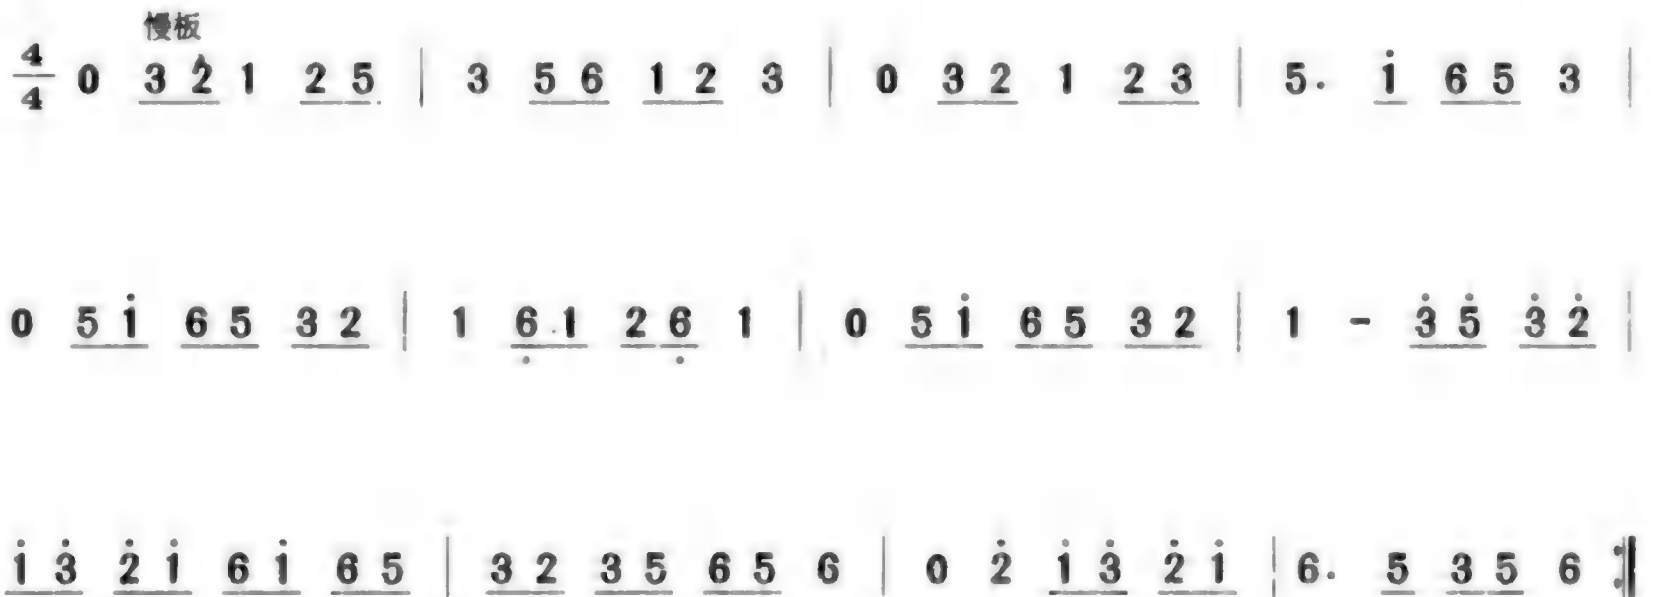 慢板
4/4 0 3 2 1 2 5 | 3 5 6 1 2 3 | 0 3 2 1 2 3 | 5. i̇ 6 5 3 |
0 5 1̇ 6 5 3 2 | 1 6̣ 1 2 6̣ 1 | 0 5 1̇ 6 5 3 2 | 1 - 3̇ 5̇ 3̇ 2̇ |
1̇ 3̇ 2̇ 1̇ 6 1̇ 6 5 | 3 2 3 5 6 5 6 | 0 2̇ 1̇ 3̇ 2̇ 1̇ | 6. 5 3 5 6 :‖